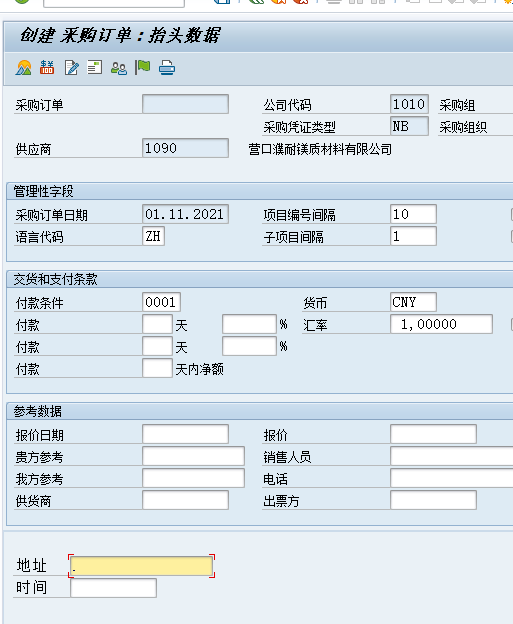 创建 采购订单：抬头数据
采购订单 公司代码 1010 采购组
采购凭证类型 NB 采购组织
供应商 1090 营口濮耐镁质材料有限公司
管理性字段
采购订单日期 01.11.2021 项目编号间隔 10
语言代码 ZH 子项目间隔 1
交货和支付条款
付款条件 0001 货币 CNY
付款 天 % 汇率 1,00000
付款 天 %
付款 天内净额
参考数据
报价日期 报价
贵方参考 销售人员
我方参考 电话
供货商 出票方
地址 .
时间